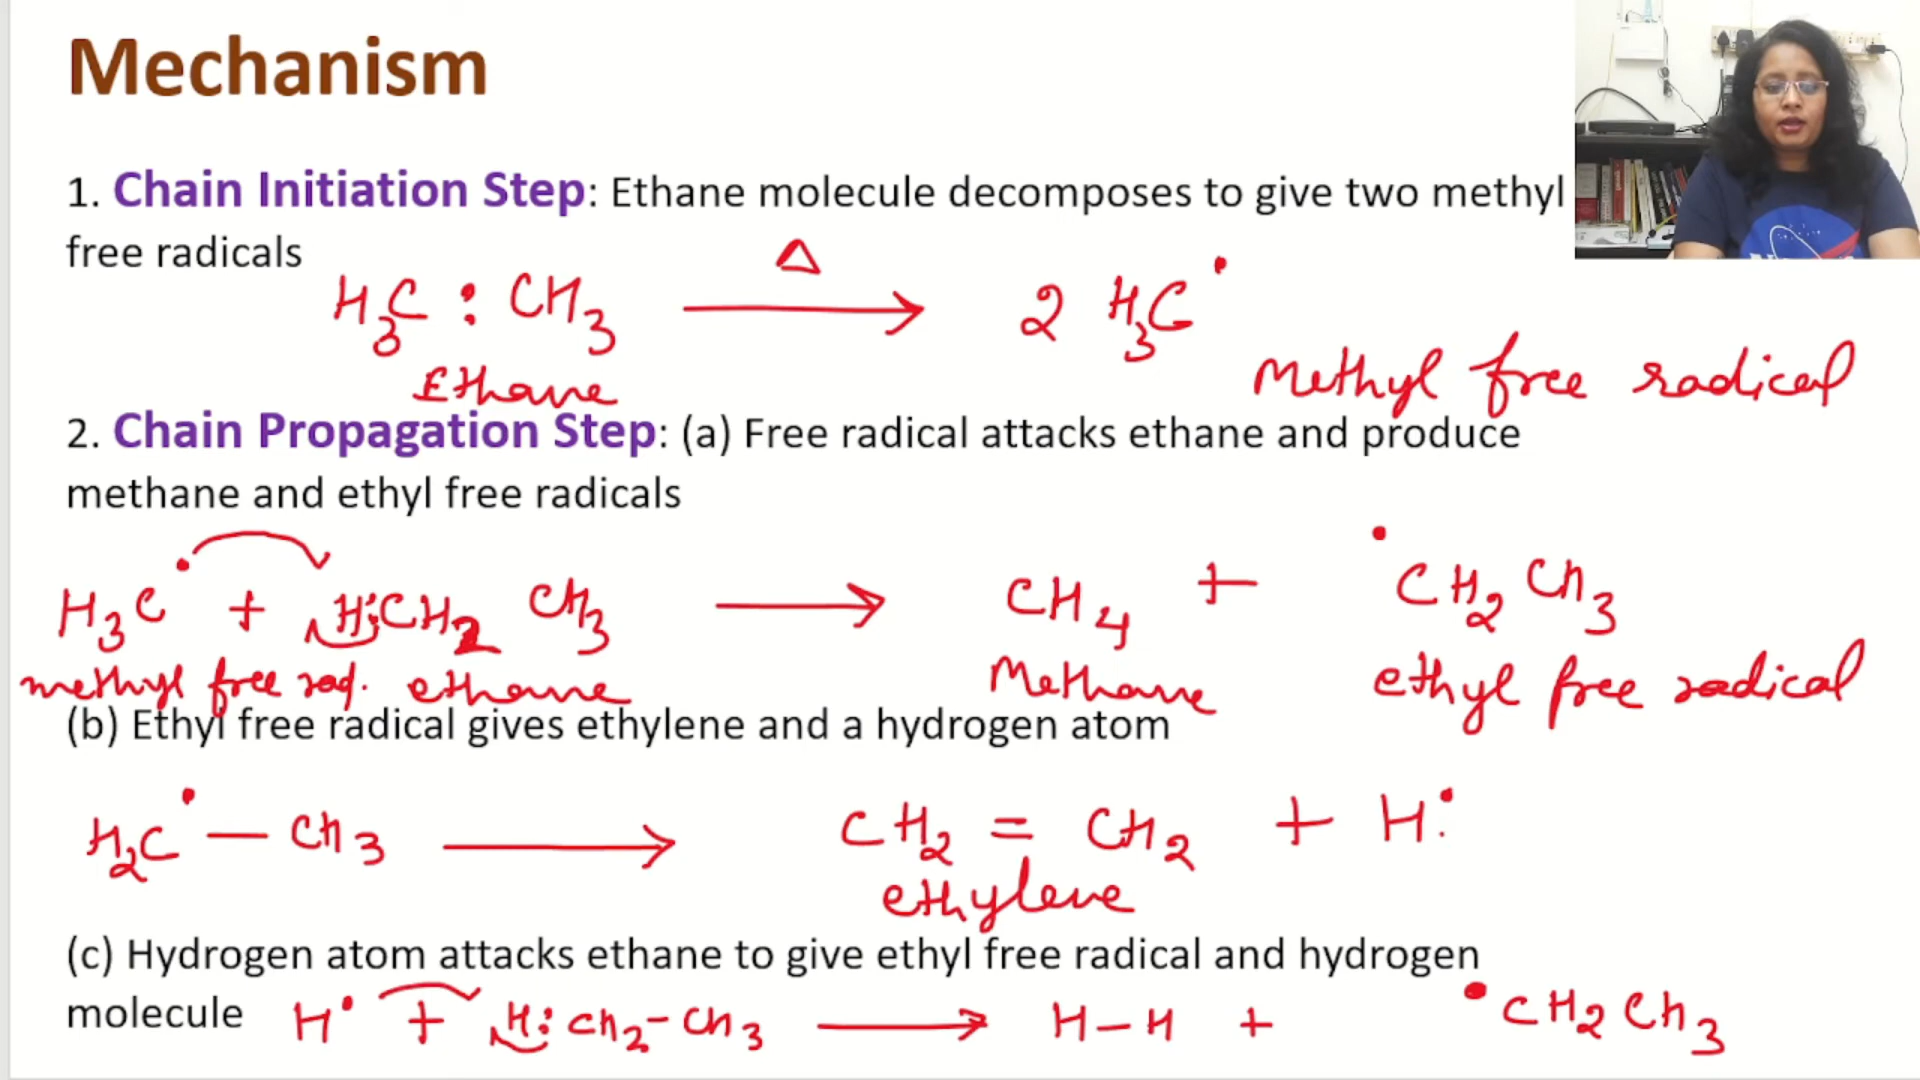 Mechanism
1. Chain Initiation Step: Ethane molecule decomposes to give two methyl
free radicals
Δ
H₃C : CH₃ ⟶ 2 H₃C•
Ethane
Methyl free radical
2. Chain Propagation Step: (a) Free radical attacks ethane and produce
methane and ethyl free radicals
H₃C• + H:CH₂ CH₃ ⟶ CH₄ + •CH₂ CH₃
methyl free rad. ethane Methane ethyl free radical
(b) Ethyl free radical gives ethylene and a hydrogen atom
H₂C• — CH₃ ⟶ CH₂ = CH₂ + H•
ethylene
(c) Hydrogen atom attacks ethane to give ethyl free radical and hydrogen
molecule H• + H:CH₂-CH₃ ⟶ H-H + •CH₂ CH₃